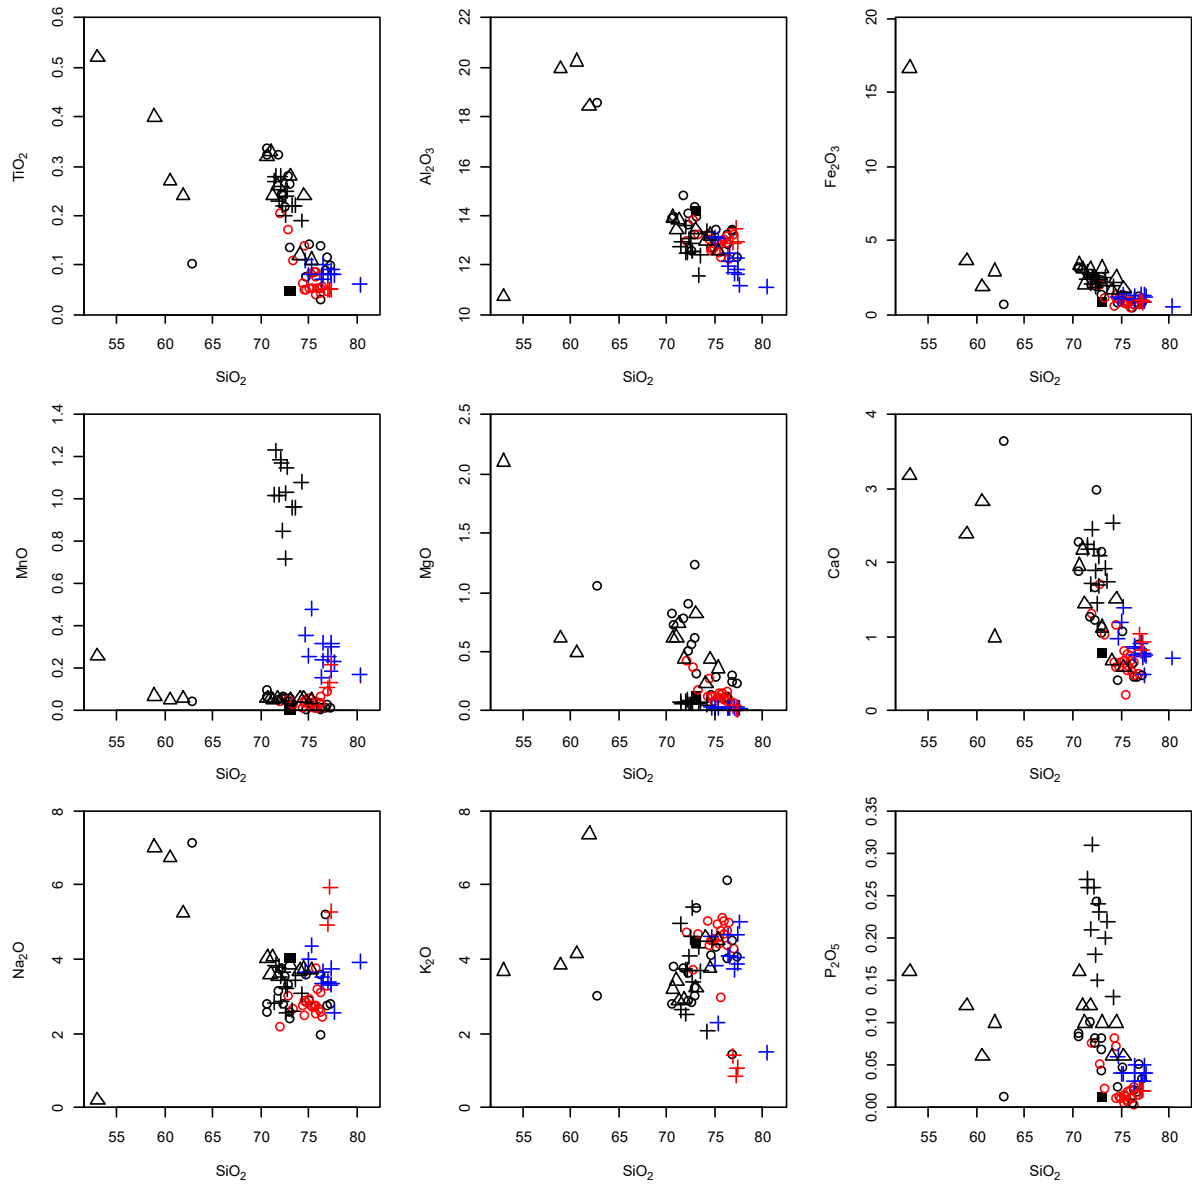 0.0 0.1 0.2 0.3 0.4 0.5 0.6
TiO2
55 60 65 70 75 80
SiO2
10 12 14 16 18 20 22
Al2O3
55 60 65 70 75 80
SiO2
0 5 10 15 20
Fe2O3
55 60 65 70 75 80
SiO2
0.0 0.2 0.4 0.6 0.8 1.0 1.2 1.4
MnO
55 60 65 70 75 80
SiO2
0.0 0.5 1.0 1.5 2.0 2.5
MgO
55 60 65 70 75 80
SiO2
0 1 2 3 4
CaO
55 60 65 70 75 80
SiO2
0 2 4 6 8
Na2O
55 60 65 70 75 80
SiO2
0 2 4 6 8
K2O
55 60 65 70 75 80
SiO2
0.00 0.05 0.10 0.15 0.20 0.25 0.30 0.35
P2O5
55 60 65 70 75 80
SiO2